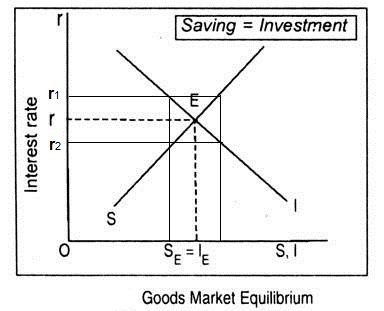 r
Saving = Investment
r1
E
r
r2
Interest rate
S
I
O
SE = IE
S, I
Goods Market Equilibrium